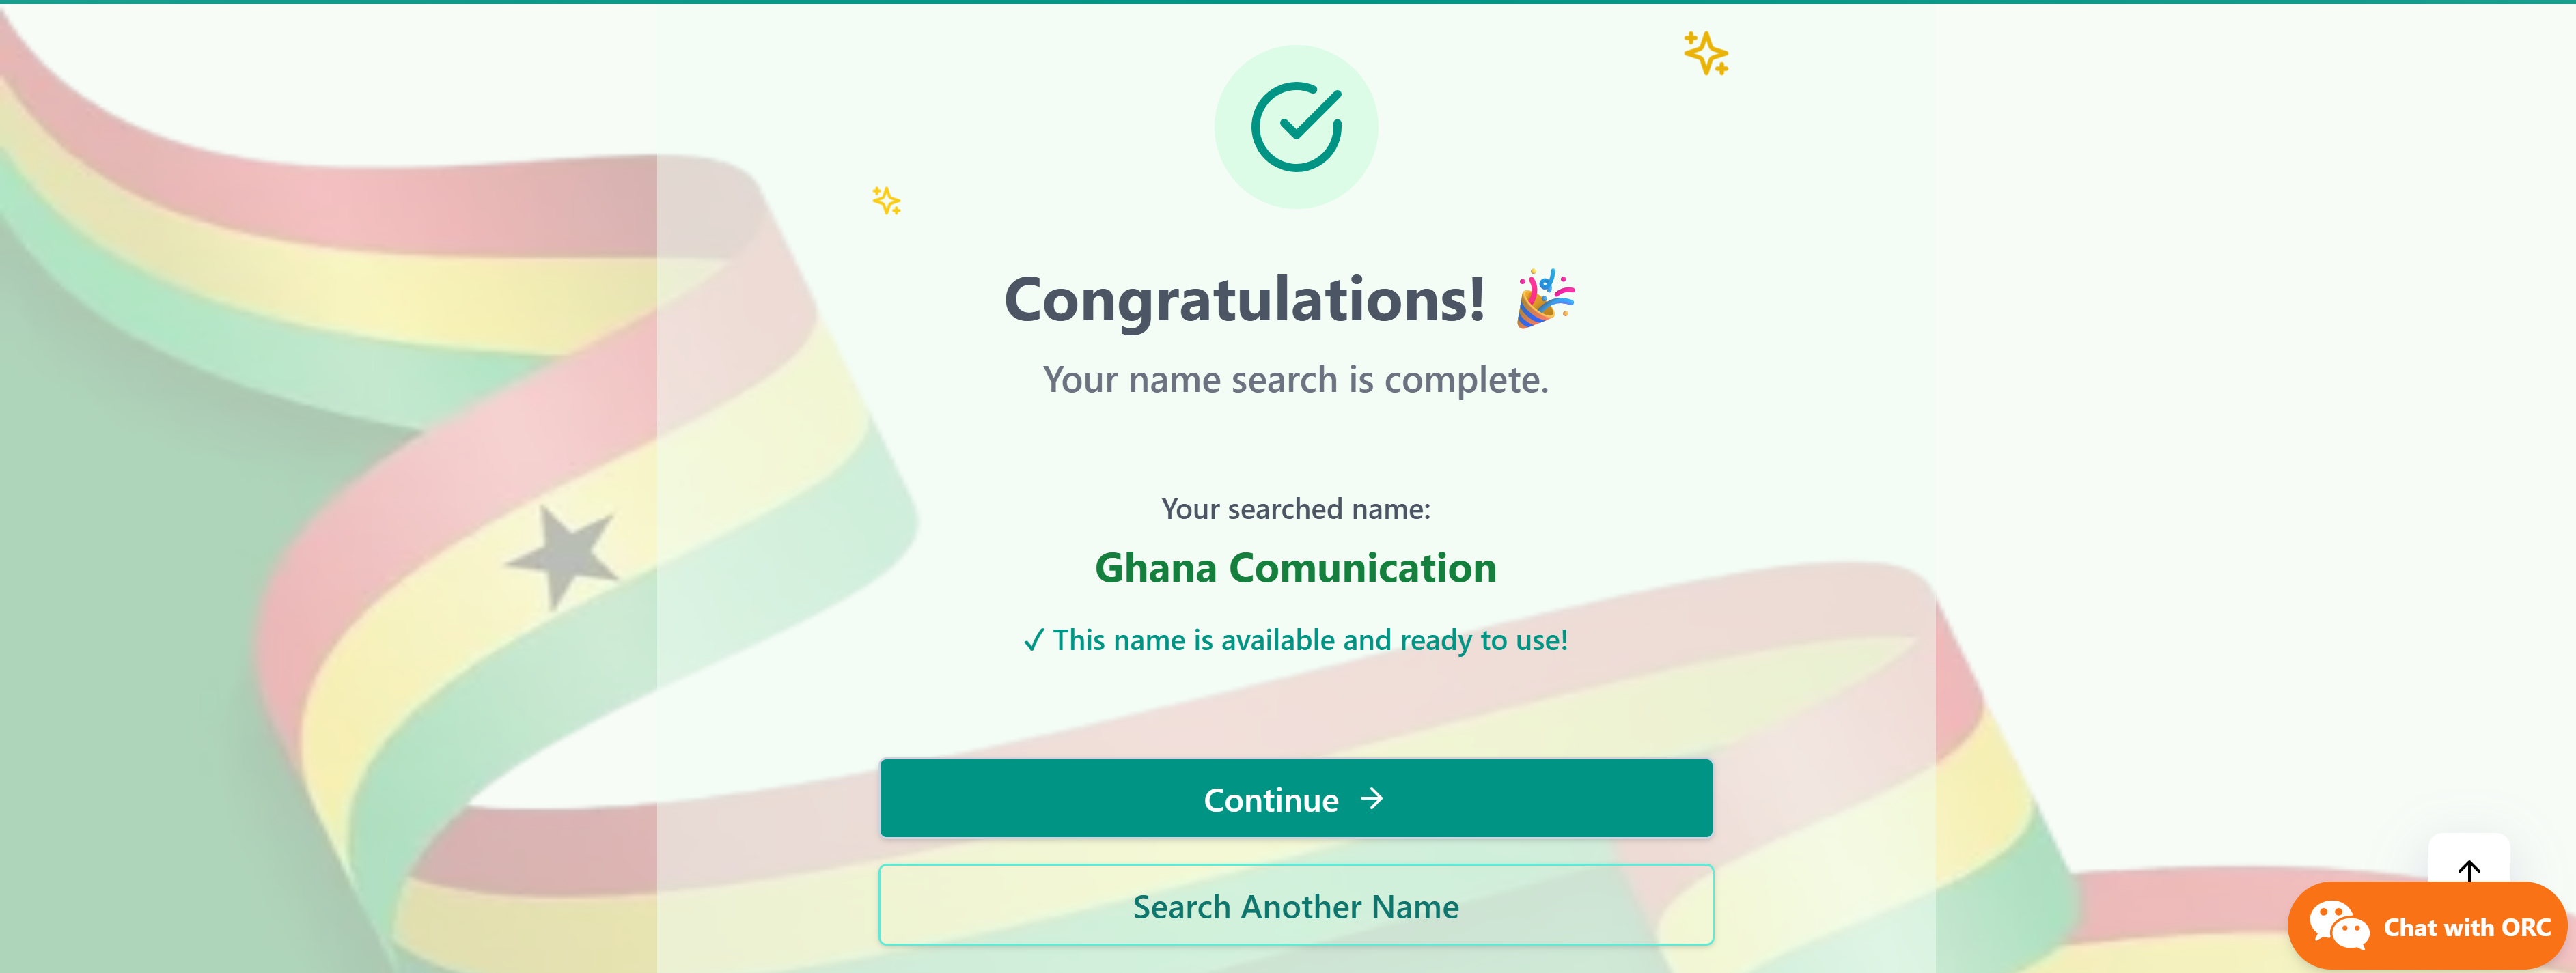 Congratulations! 🎉
Your name search is complete.
Your searched name:
Ghana Comunication
✓ This name is available and ready to use!
Continue →
Search Another Name
Chat with ORC